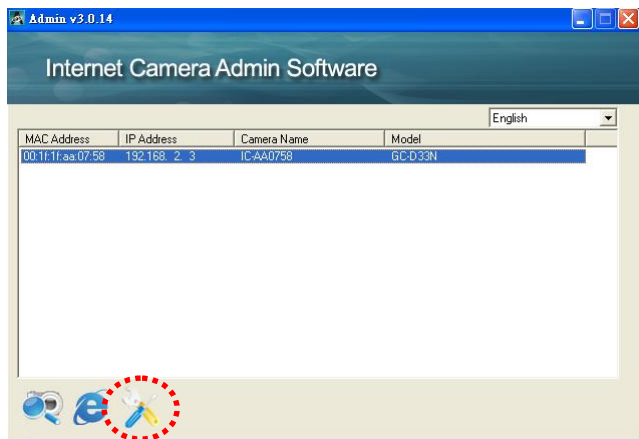 Admin v3.0.14
Internet Camera Admin Software
English
MAC Address IP Address Camera Name Model
00:1f:1f:aa:07:58 192.168. 2. 3 IC-AA0758 GC-D33N